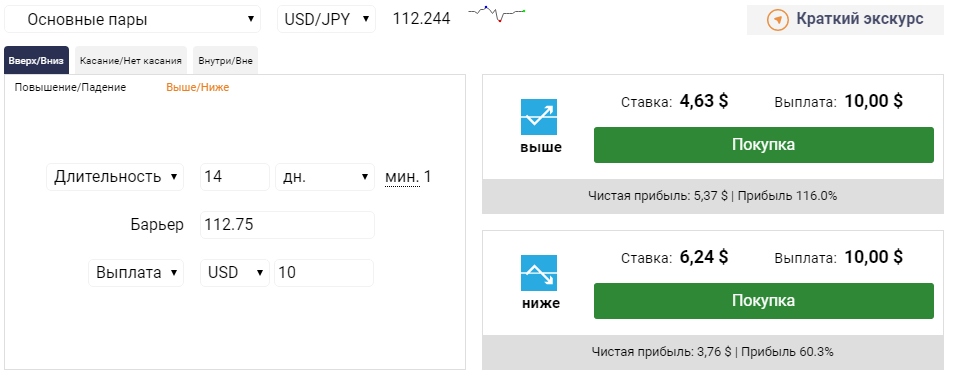 Основные пары USD/JPY 112.244 Краткий экскурс
Вверх/Вниз Касание/Нет касания Внутри/Вне
Повышение/Падение Выше/Ниже
Длительность 14 дн. мин. 1
Барьер 112.75
Выплата USD 10
Ставка: 4,63 $ Выплата: 10,00 $
выше Покупка
Чистая прибыль: 5,37 $ | Прибыль 116.0%
Ставка: 6,24 $ Выплата: 10,00 $
ниже Покупка
Чистая прибыль: 3,76 $ | Прибыль 60.3%